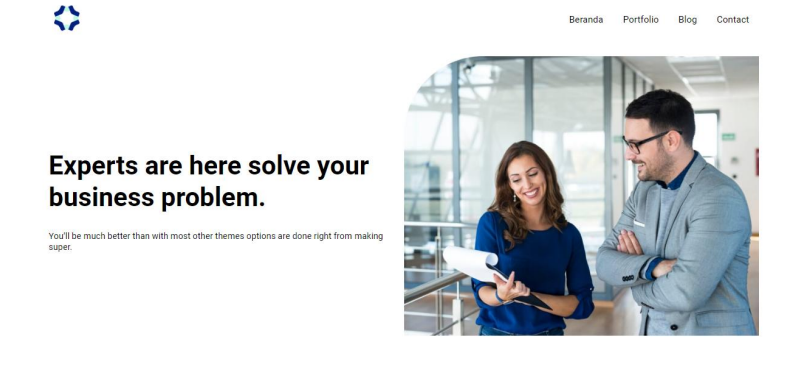 Beranda Portfolio Blog Contact
Experts are here solve your
business problem.
You'll be much better than with most other themes options are done right from making
super.